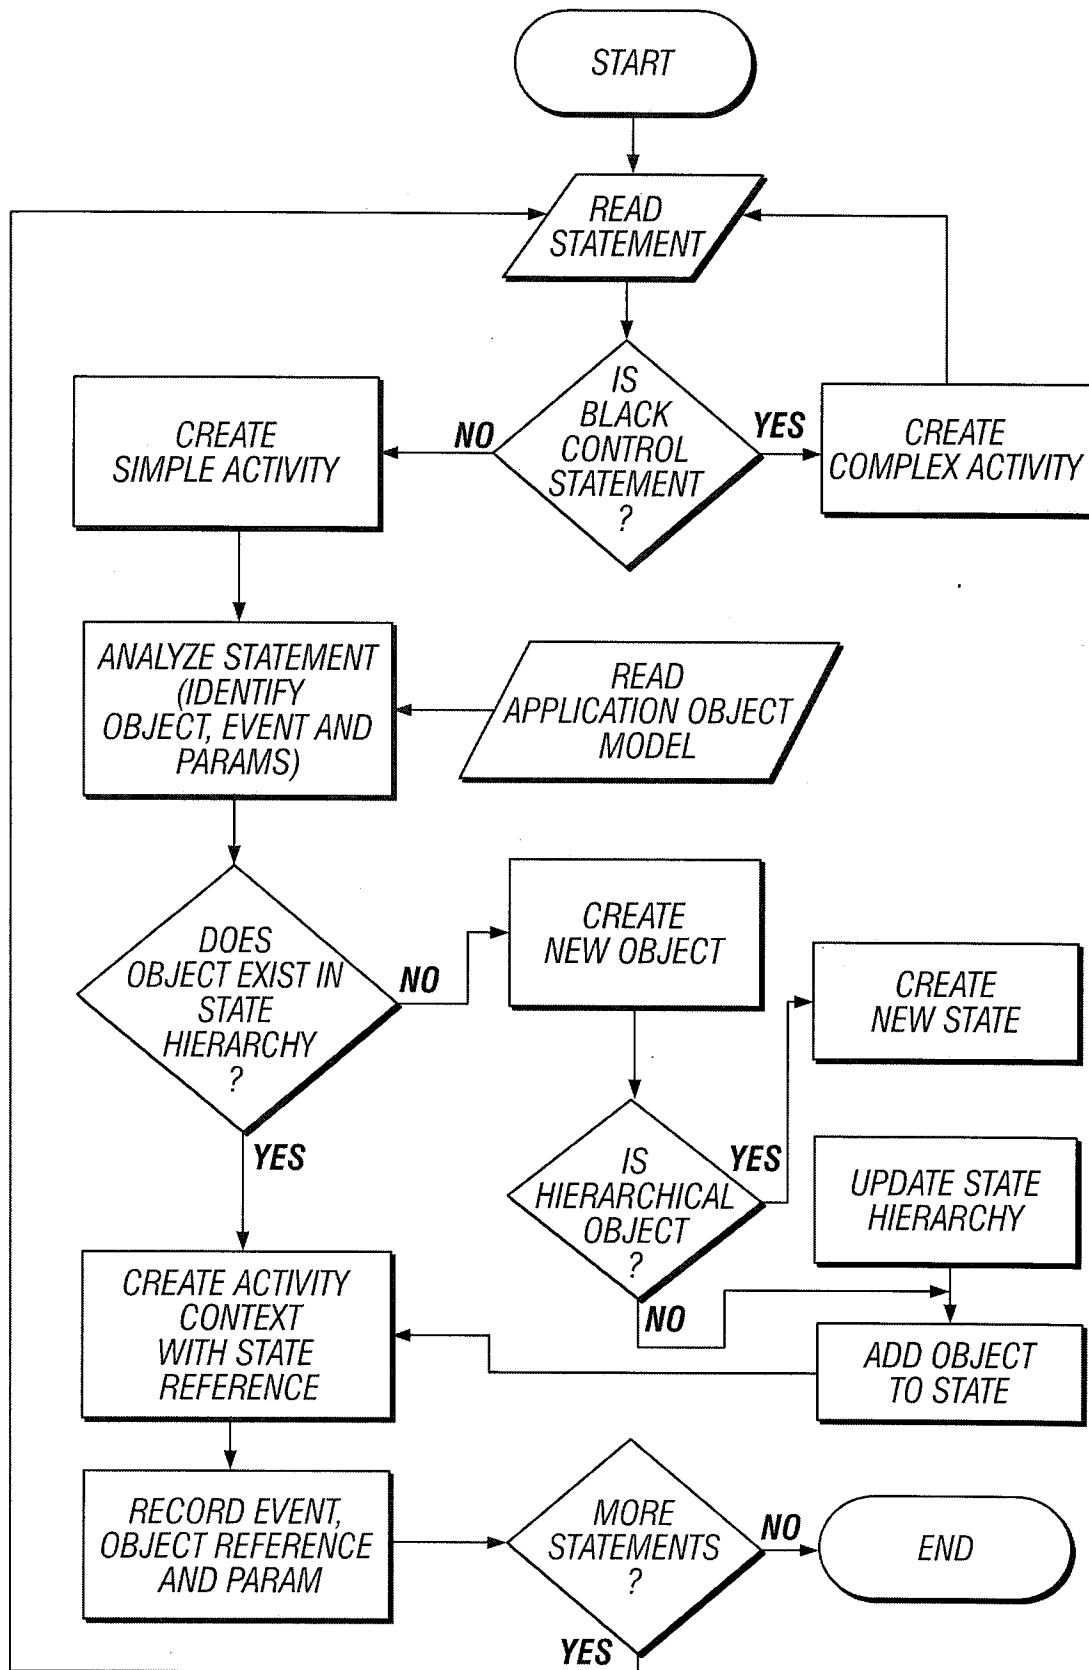 START
READ
STATEMENT
IS
BLACK
CONTROL
STATEMENT
?
NO
YES
CREATE
SIMPLE ACTIVITY
CREATE
COMPLEX ACTIVITY
ANALYZE STATEMENT
(IDENTIFY
OBJECT, EVENT AND
PARAMS)
READ
APPLICATION OBJECT
MODEL
DOES
OBJECT EXIST IN
STATE
HIERARCHY
?
NO
YES
CREATE
NEW OBJECT
CREATE
NEW STATE
IS
HIERARCHICAL
OBJECT
?
YES
NO
UPDATE STATE
HIERARCHY
ADD OBJECT
TO STATE
CREATE ACTIVITY
CONTEXT
WITH STATE
REFERENCE
RECORD EVENT,
OBJECT REFERENCE
AND PARAM
MORE
STATEMENTS
?
NO
YES
END